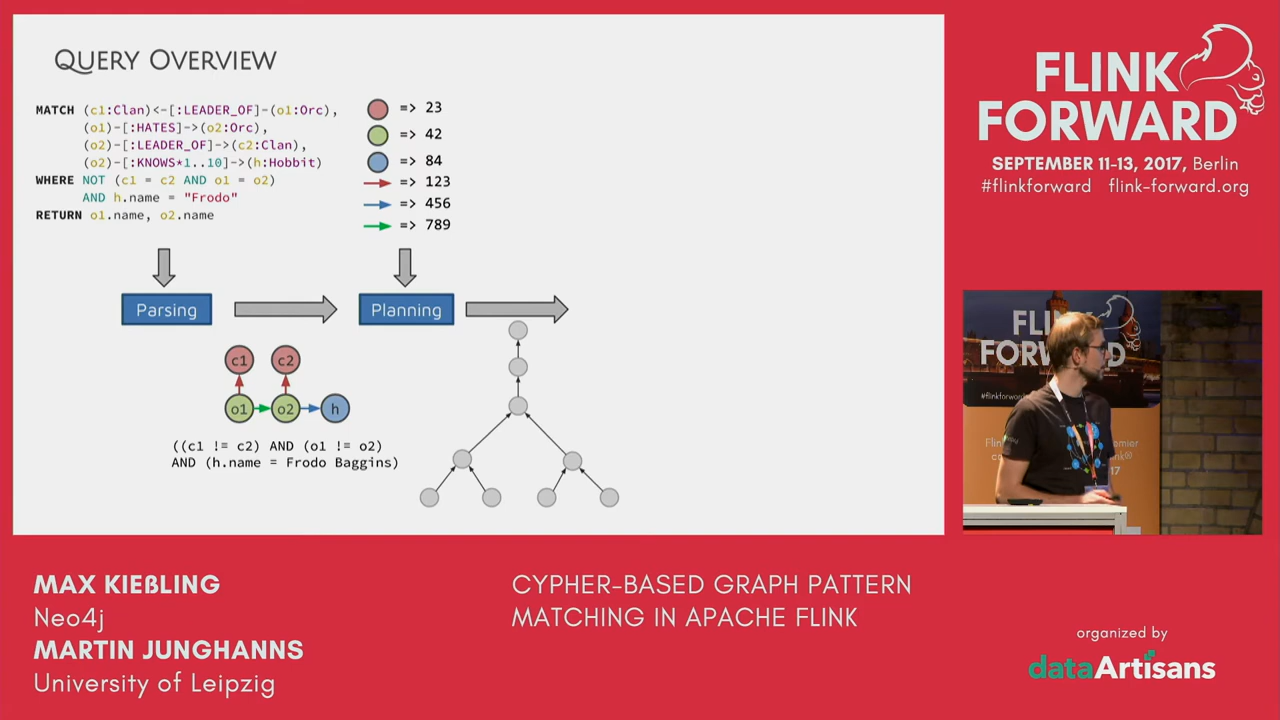 QUERY OVERVIEW
MATCH (c1:Clan)<-[:LEADER_OF]-(o1:Orc),
(o1)-[:HATES]->(o2:Orc),
(o2)-[:LEADER_OF]->(c2:Clan),
(o2)-[:KNOWS*1..10]->(h:Hobbit)
WHERE NOT (c1 = c2 AND o1 = o2)
AND h.name = "Frodo"
RETURN o1.name, o2.name
=> 23
=> 42
=> 84
=> 123
=> 456
=> 789
Parsing
Planning
c1 c2
o1 o2 h
((c1 != c2) AND (o1 != o2)
AND (h.name = Frodo Baggins)
FLINK
FORWARD
SEPTEMBER 11-13, 2017, Berlin
#flinkforward flink-forward.org
FLINK
FORWARD
#flinkforward
MAX KIEßLING
Neo4j
MARTIN JUNGHANNS
University of Leipzig
CYPHER-BASED GRAPH PATTERN
MATCHING IN APACHE FLINK
organized by
dataArtisans